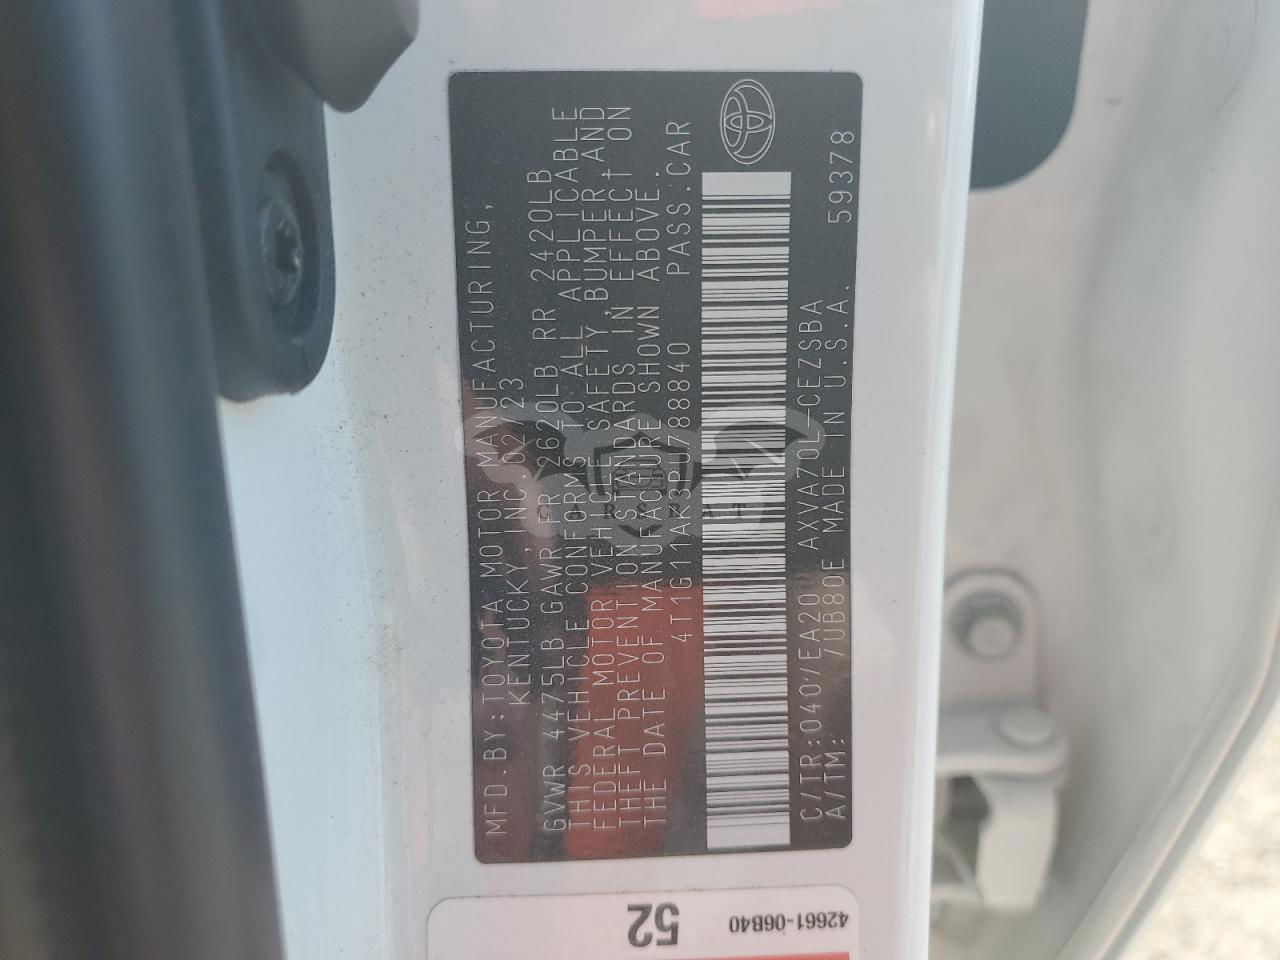 MFD.BY:TOYOTA MOTOR MANUFACTURING,
KENTUCKY,INC. 02/23
GVWR 4475LB GAWR FR 2620LB RR 2420LB
THIS VEHICLE CONFORMS TO ALL APPLICABLE
FEDERAL MOTOR VEHICLE SAFETY,BUMPER,AND
THEFT PREVENTION STANDARDS IN EFFECT ON
THE DATE OF MANUFACTURE SHOWN ABOVE.
4T1G11AK3PU788840 PASS.CAR
C/TR:040/EA20 AXVA70L-CEZSBA
A/TM: /UB80E MADE IN U.S.A. 59378
52
42661-06B40